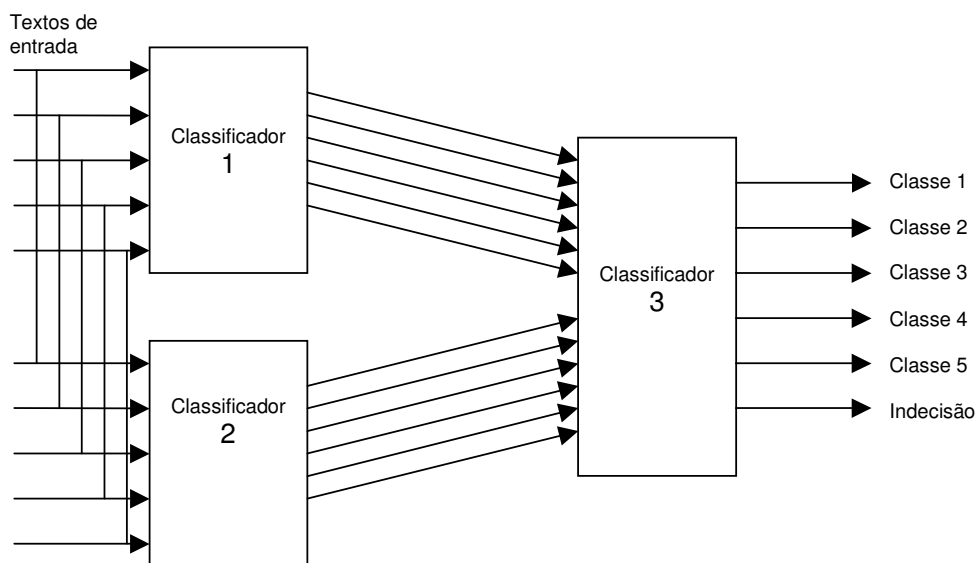 Textos de
entrada
Classificador
1
Classificador
2
Classificador
3
Classe 1
Classe 2
Classe 3
Classe 4
Classe 5
Indecisão